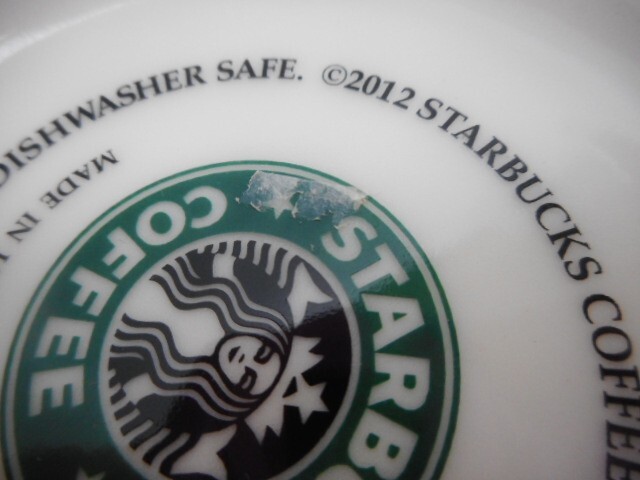 DISHWASHER SAFE. ©2012 STARBUCKS COFFEE
MADE IN
STARB
COFFEE